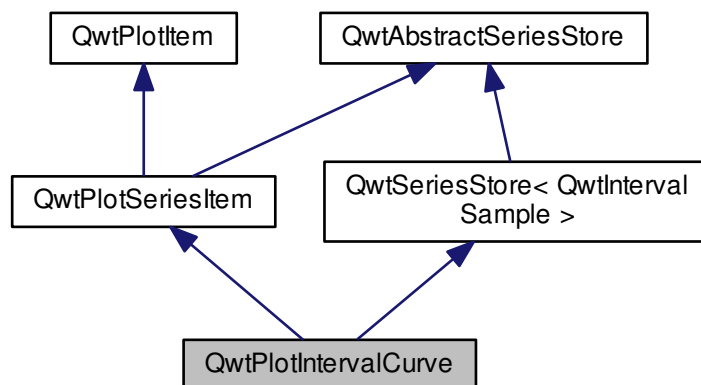 QwtPlotItem
QwtAbstractSeriesStore
QwtPlotSeriesItem
QwtSeriesStore< QwtInterval
Sample >
QwtPlotIntervalCurve